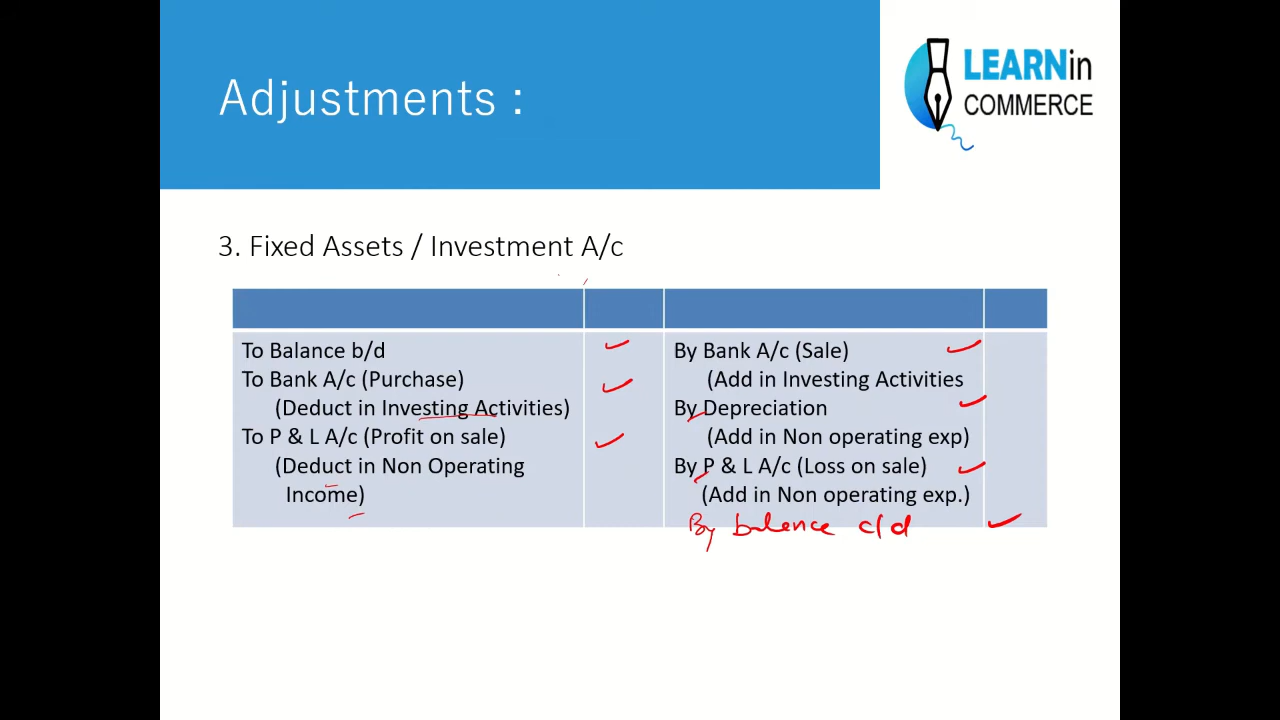 Adjustments :
LEARNin
COMMERCE
3. Fixed Assets / Investment A/c
To Balance b/d
To Bank A/c (Purchase)
(Deduct in Investing Activities)
To P & L A/c (Profit on sale)
(Deduct in Non Operating
Income)
By Bank A/c (Sale)
(Add in Investing Activities
By Depreciation
(Add in Non operating exp)
By P & L A/c (Loss on sale)
(Add in Non operating exp.)
By balance c/d